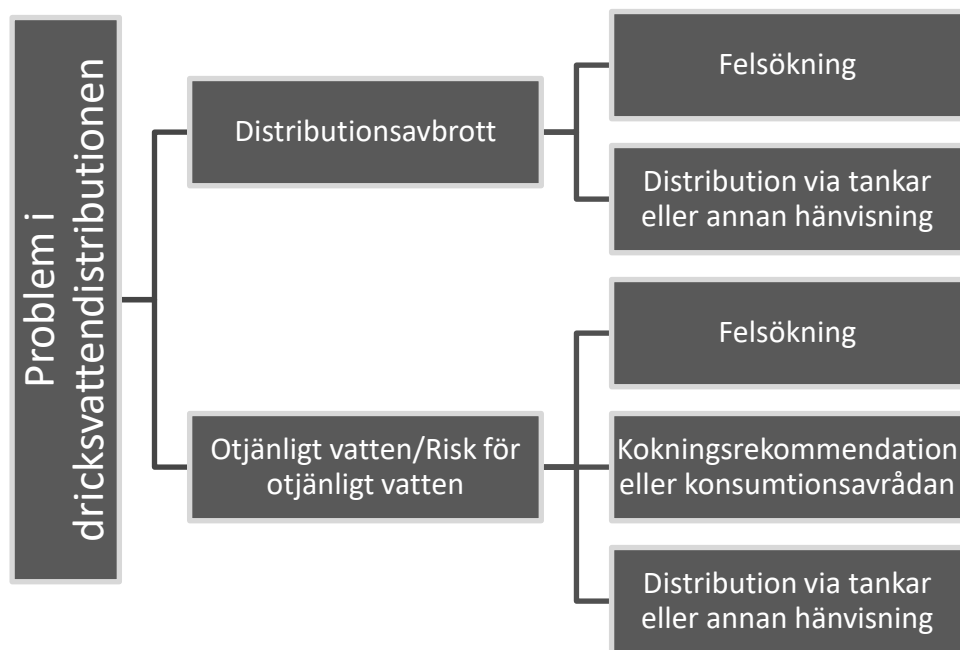 Problem i
dricksvattendistributionen
Distributionsavbrott
Felsökning
Distribution via tankar
eller annan hänvisning
Otjänligt vatten/Risk för
otjänligt vatten
Felsökning
Kokningsrekommendation
eller konsumtionsavrådan
Distribution via tankar
eller annan hänvisning